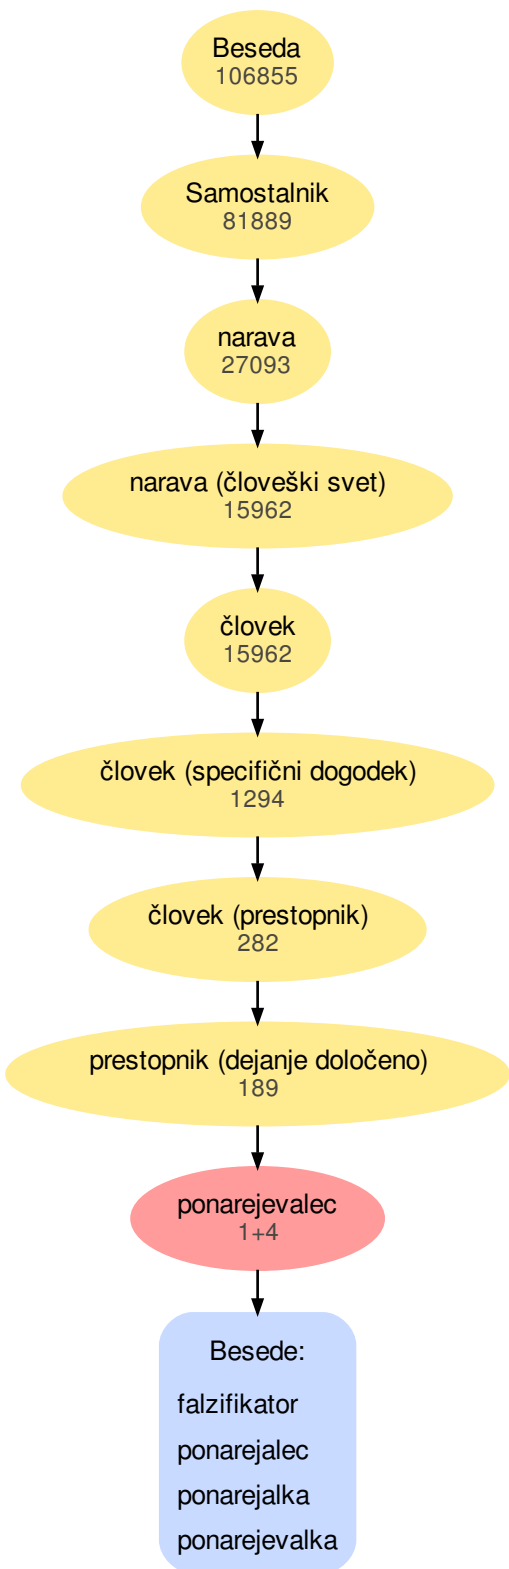 Beseda
106855
Samostalnik
81889
narava
27093
narava (človeški svet)
15962
človek
15962
človek (specifični dogodek)
1294
človek (prestopnik)
282
prestopnik (dejanje določeno)
189
ponarejevalec
1+4
Besede:
falzifikator
ponarejalec
ponarejalka
ponarejevalka